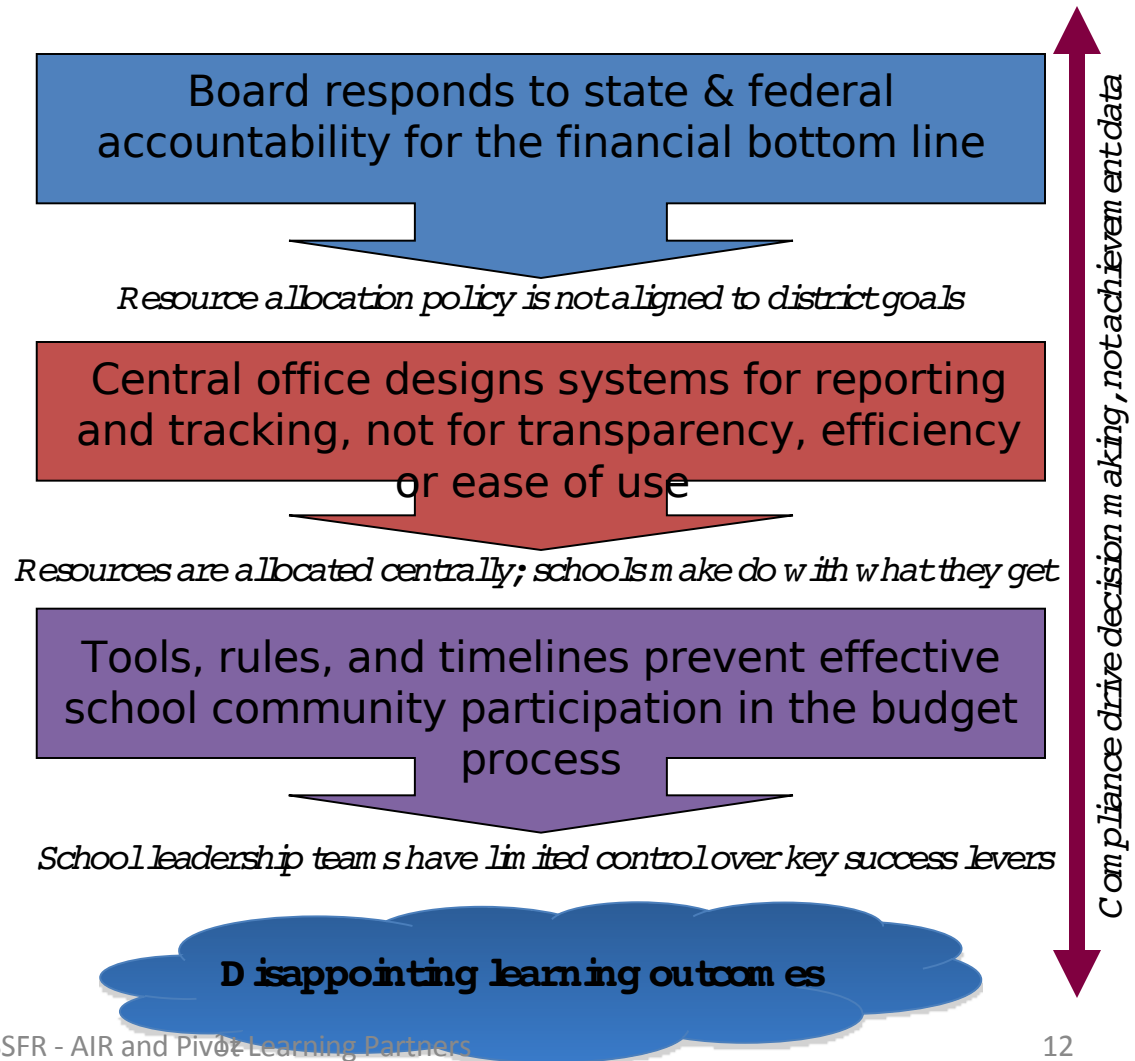 Board responds to state & federal
accountability for the financial bottom line
Resource allocation policy is not aligned to district goals
Central office designs systems for reporting
and tracking, not for transparency, efficiency
or ease of use
Resources are allocated centrally; schools make do with what they get
Tools, rules, and timelines prevent effective
school community participation in the budget
process
School leadership teams have limited control over key success levers
Disappointing learning outcomes
Compliance drive decision making, not achievement data
SFR - AIR and Pivot Learning Partners
12
12